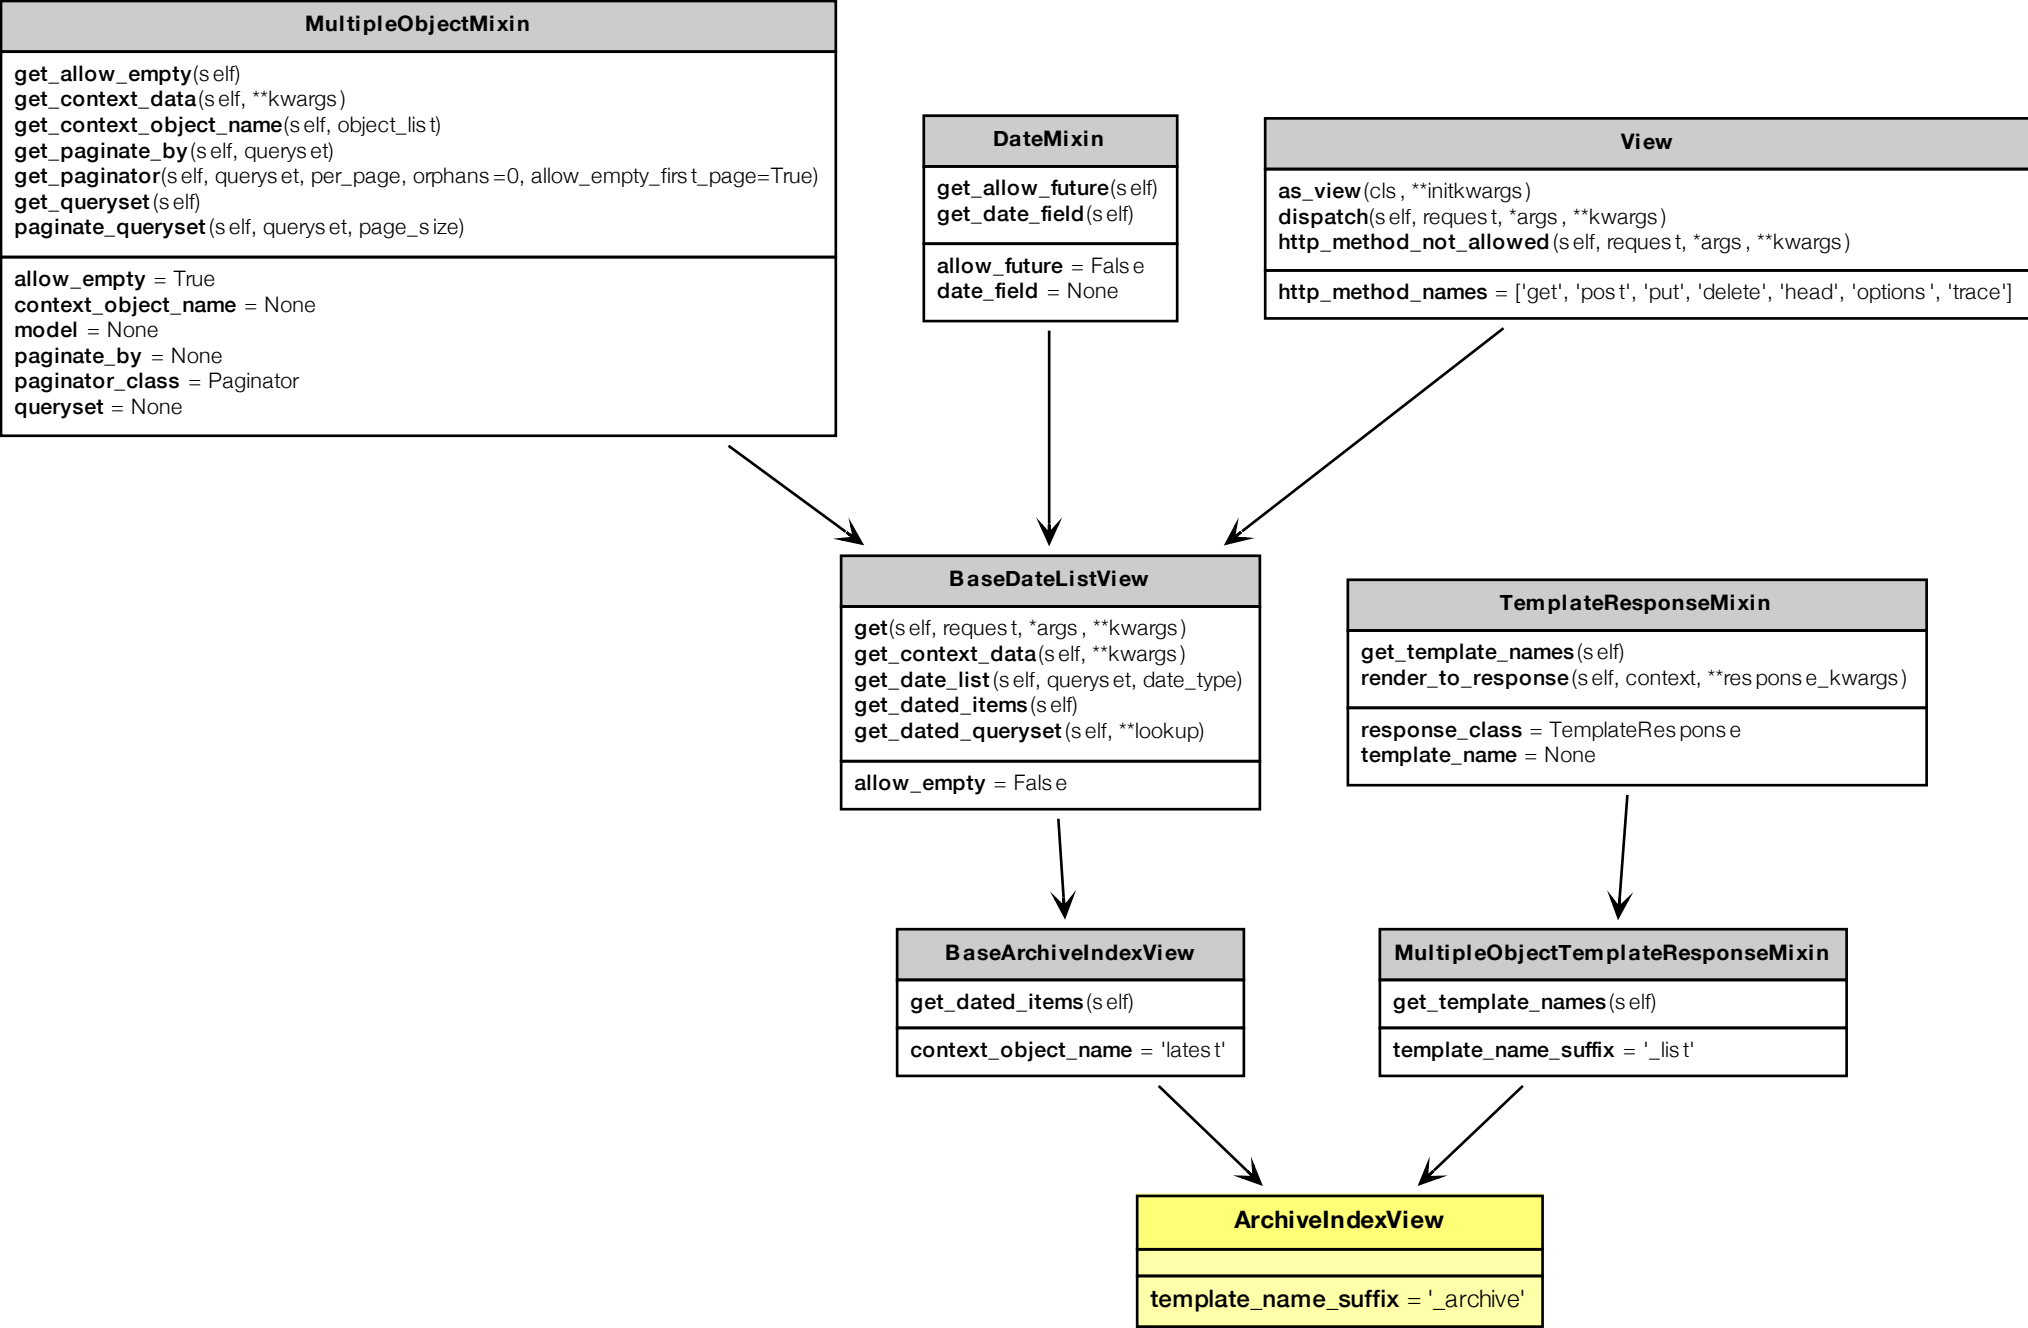 MultipleObjectMixin
get_allow_empty(self)
get_context_data(self, **kwargs)
get_context_object_name(self, object_list)
get_paginate_by(self, queryset)
get_paginator(self, queryset, per_page, orphans=0, allow_empty_first_page=True)
get_queryset(self)
paginate_queryset(self, queryset, page_size)
allow_empty = True
context_object_name = None
model = None
paginate_by = None
paginator_class = Paginator
queryset = None
DateMixin
get_allow_future(self)
get_date_field(self)
allow_future = False
date_field = None
View
as_view(cls, **initkwargs)
dispatch(self, request, *args, **kwargs)
http_method_not_allowed(self, request, *args, **kwargs)
http_method_names = ['get', 'post', 'put', 'delete', 'head', 'options', 'trace']
BaseDateListView
get(self, request, *args, **kwargs)
get_context_data(self, **kwargs)
get_date_list(self, queryset, date_type)
get_dated_items(self)
get_dated_queryset(self, **lookup)
allow_empty = False
TemplateResponseMixin
get_template_names(self)
render_to_response(self, context, **response_kwargs)
response_class = TemplateResponse
template_name = None
BaseArchiveIndexView
get_dated_items(self)
context_object_name = 'latest'
MultipleObjectTemplateResponseMixin
get_template_names(self)
template_name_suffix = '_list'
ArchiveIndexView
template_name_suffix = '_archive'